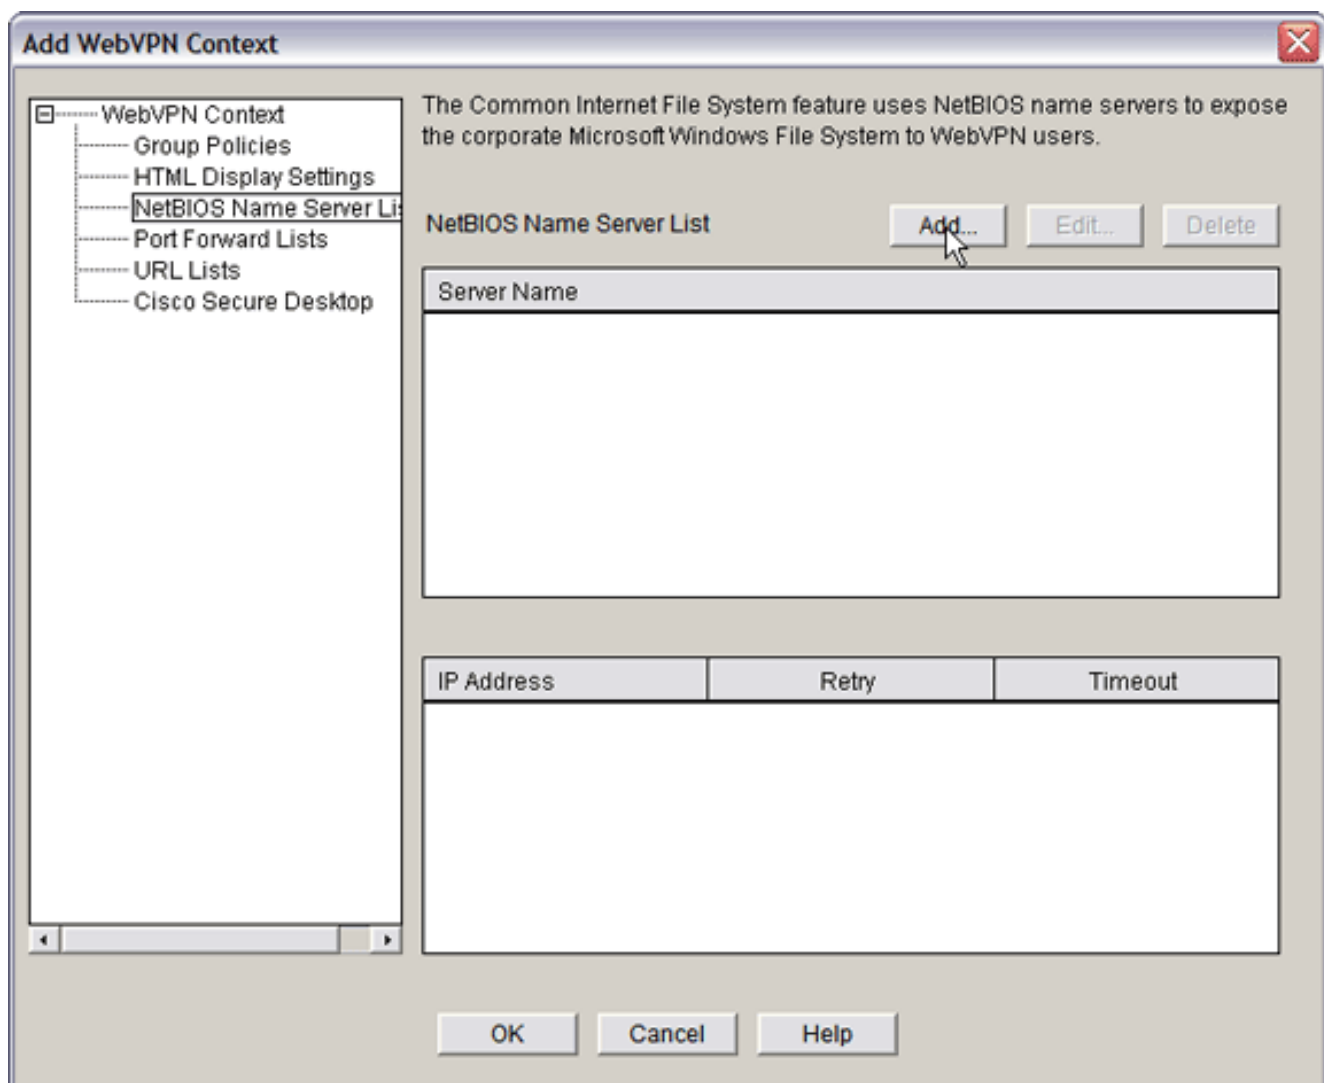 Add WebVPN Context
WebVPN Context
Group Policies
HTML Display Settings
NetBIOS Name Server Lis
Port Forward Lists
URL Lists
Cisco Secure Desktop
The Common Internet File System feature uses NetBIOS name servers to expose
the corporate Microsoft Windows File System to WebVPN users.
NetBIOS Name Server List
Add... Edit... Delete
Server Name
IP Address Retry Timeout
OK Cancel Help